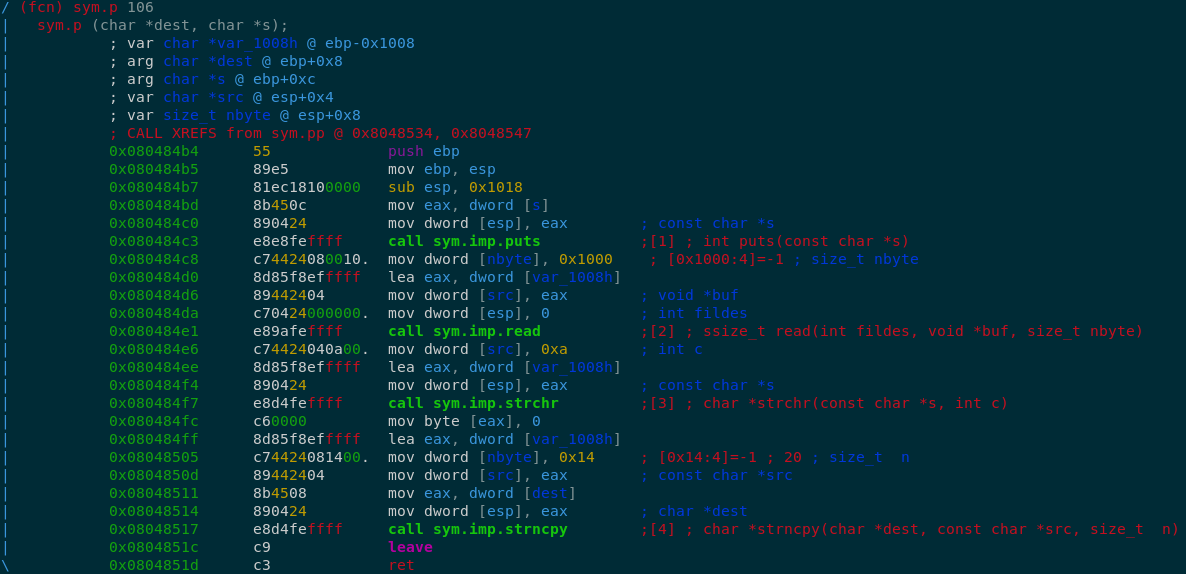 / (fcn) sym.p 106
| sym.p (char *dest, char *s);
| ; var char *var_1008h @ ebp-0x1008
| ; arg char *dest @ ebp+0x8
| ; arg char *s @ ebp+0xc
| ; var char *src @ esp+0x4
| ; var size_t nbyte @ esp+0x8
| ; CALL XREFS from sym.pp @ 0x8048534, 0x8048547
| 0x080484b4 55 push ebp
| 0x080484b5 89e5 mov ebp, esp
| 0x080484b7 81ec18100000 sub esp, 0x1018
| 0x080484bd 8b450c mov eax, dword [s]
| 0x080484c0 890424 mov dword [esp], eax ; const char *s
| 0x080484c3 e8e8feffff call sym.imp.puts ;[1] ; int puts(const char *s)
| 0x080484c8 c74424080010. mov dword [nbyte], 0x1000 ; [0x1000:4]=-1 ; size_t nbyte
| 0x080484d0 8d85f8efffff lea eax, dword [var_1008h]
| 0x080484d6 89442404 mov dword [src], eax ; void *buf
| 0x080484da c70424000000. mov dword [esp], 0 ; int fildes
| 0x080484e1 e89afeffff call sym.imp.read ;[2] ; ssize_t read(int fildes, void *buf, size_t nbyte)
| 0x080484e6 c74424040a00. mov dword [src], 0xa ; int c
| 0x080484ee 8d85f8efffff lea eax, dword [var_1008h]
| 0x080484f4 890424 mov dword [esp], eax ; const char *s
| 0x080484f7 e8d4feffff call sym.imp.strchr ;[3] ; char *strchr(const char *s, int c)
| 0x080484fc c60000 mov byte [eax], 0
| 0x080484ff 8d85f8efffff lea eax, dword [var_1008h]
| 0x08048505 c74424081400. mov dword [nbyte], 0x14 ; [0x14:4]=-1 ; 20 ; size_t  n
| 0x0804850d 89442404 mov dword [src], eax ; const char *src
| 0x08048511 8b4508 mov eax, dword [dest]
| 0x08048514 890424 mov dword [esp], eax ; char *dest
| 0x08048517 e8d4feffff call sym.imp.strncpy ;[4] ; char *strncpy(char *dest, const char *src, size_t  n)
| 0x0804851c c9 leave
\ 0x0804851d c3 ret